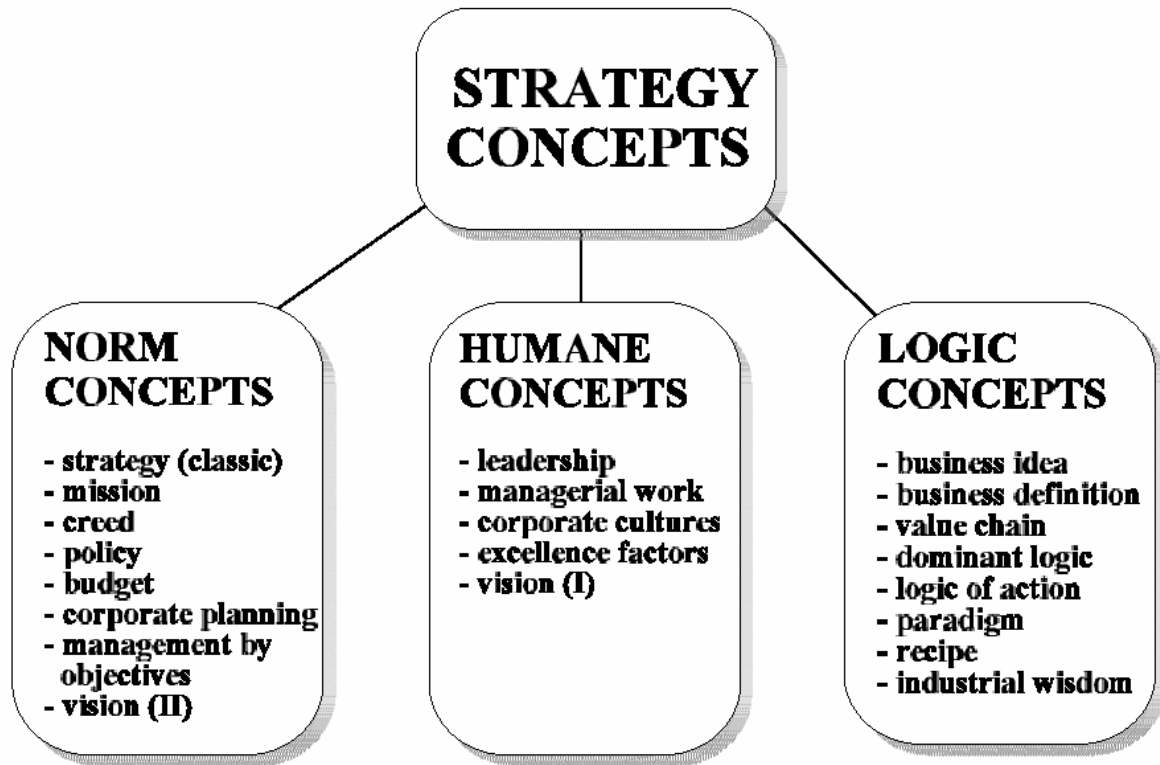 STRATEGY
CONCEPTS
NORM
CONCEPTS
- strategy (classic)
- mission
- creed
- policy
- budget
- corporate planning
- management by
objectives
- vision (II)
HUMANE
CONCEPTS
- leadership
- managerial work
- corporate cultures
- excellence factors
- vision (I)
LOGIC
CONCEPTS
- business idea
- business definition
- value chain
- dominant logic
- logic of action
- paradigm
- recipe
- industrial wisdom